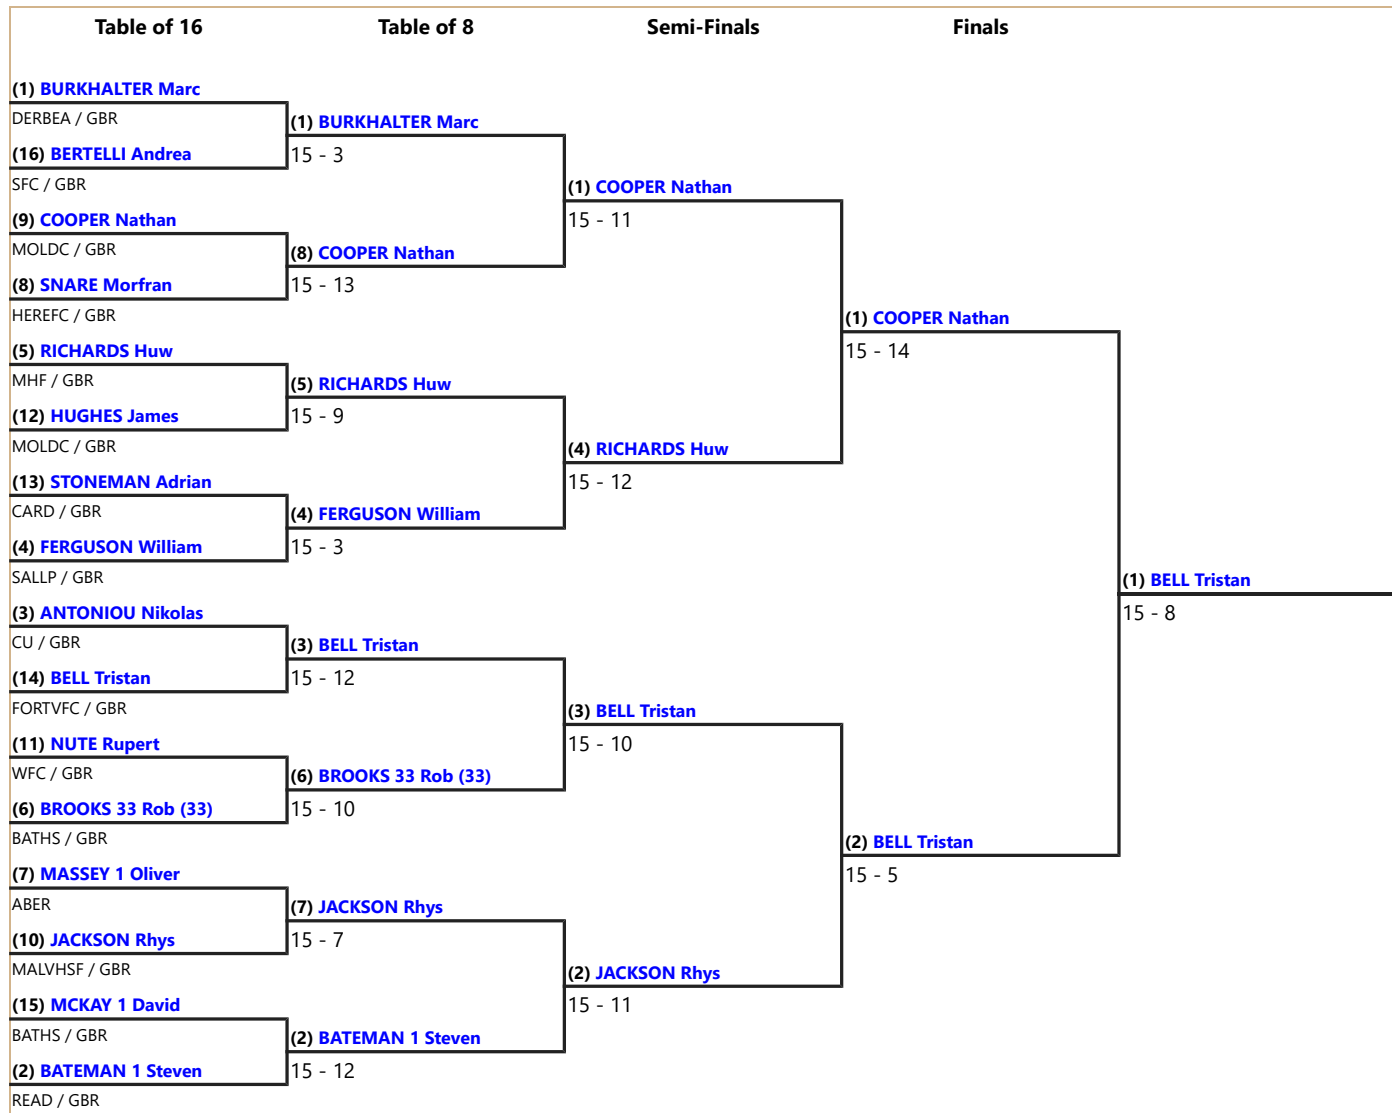 Table of 16
Table of 8
Semi-Finals
Finals
(1) BURKHALTER Marc
DERBEA / GBR
(16) BERTELLI Andrea
SFC / GBR
(9) COOPER Nathan
MOLDC / GBR
(8) SNARE Morfran
HEREFC / GBR
(5) RICHARDS Huw
MHF / GBR
(12) HUGHES James
MOLDC / GBR
(13) STONEMAN Adrian
CARD / GBR
(4) FERGUSON William
SALLP / GBR
(3) ANTONIOU Nikolas
CU / GBR
(14) BELL Tristan
FORTVFC / GBR
(11) NUTE Rupert
WFC / GBR
(6) BROOKS 33 Rob (33)
BATHS / GBR
(7) MASSEY 1 Oliver
ABER
(10) JACKSON Rhys
MALVHSF / GBR
(15) MCKAY 1 David
BATHS / GBR
(2) BATEMAN 1 Steven
READ / GBR
(1) BURKHALTER Marc
15 - 3
(8) COOPER Nathan
15 - 13
(5) RICHARDS Huw
15 - 9
(4) FERGUSON William
15 - 3
(3) BELL Tristan
15 - 12
(6) BROOKS 33 Rob (33)
15 - 10
(7) JACKSON Rhys
15 - 7
(2) BATEMAN 1 Steven
15 - 12
(1) COOPER Nathan
15 - 11
(4) RICHARDS Huw
15 - 12
(3) BELL Tristan
15 - 10
(2) JACKSON Rhys
15 - 11
(1) COOPER Nathan
15 - 14
(2) BELL Tristan
15 - 5
(1) BELL Tristan
15 - 8